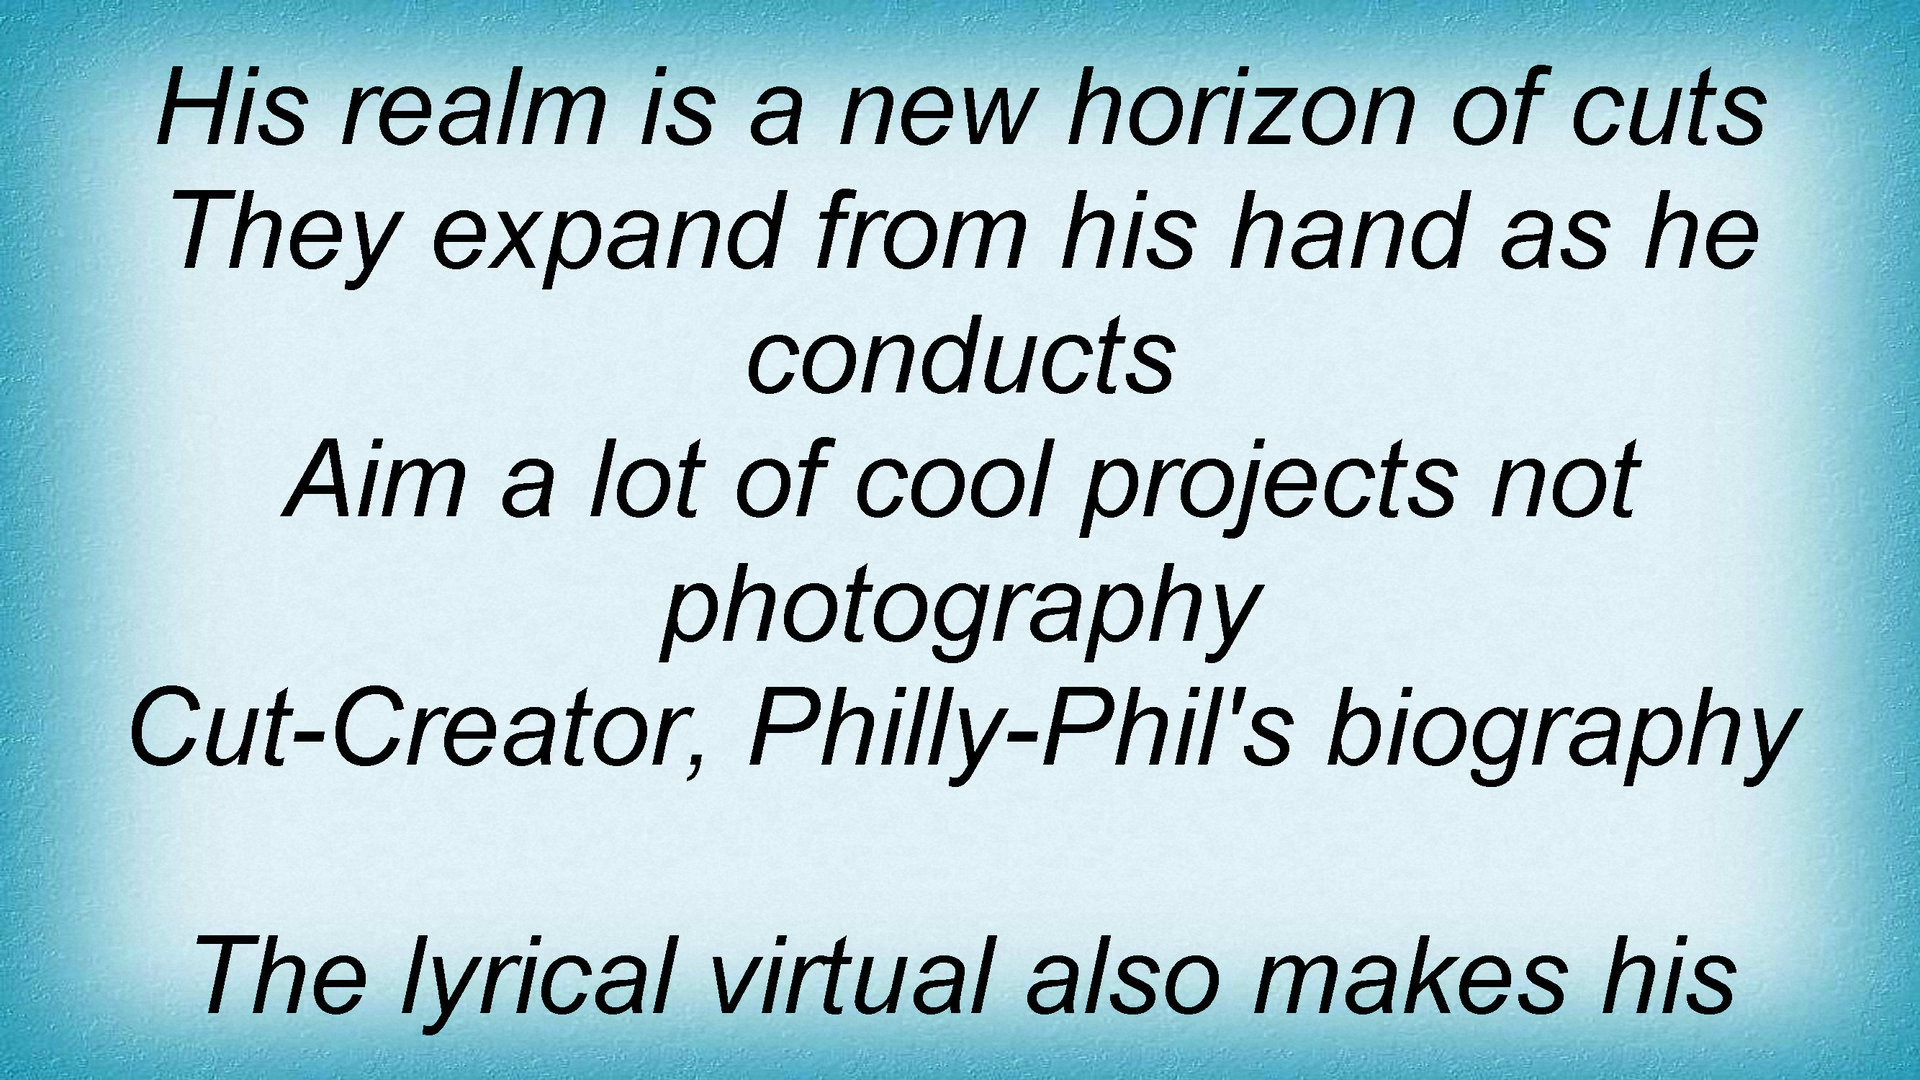 His realm is a new horizon of cuts
They expand from his hand as he
conducts
Aim a lot of cool projects not
photography
Cut-Creator, Philly-Phil's biography
The lyrical virtual also makes his